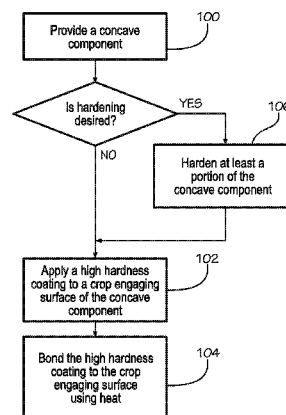 100
Provide a concave
component
Is hardening
desired?
YES
NO
106
Harden at least a
portion of the
concave component
102
Apply a high hardness
coating to a crop engaging
surface of the concave
component
104
Bond the high hardness
coating to the crop
engaging surface
using heat